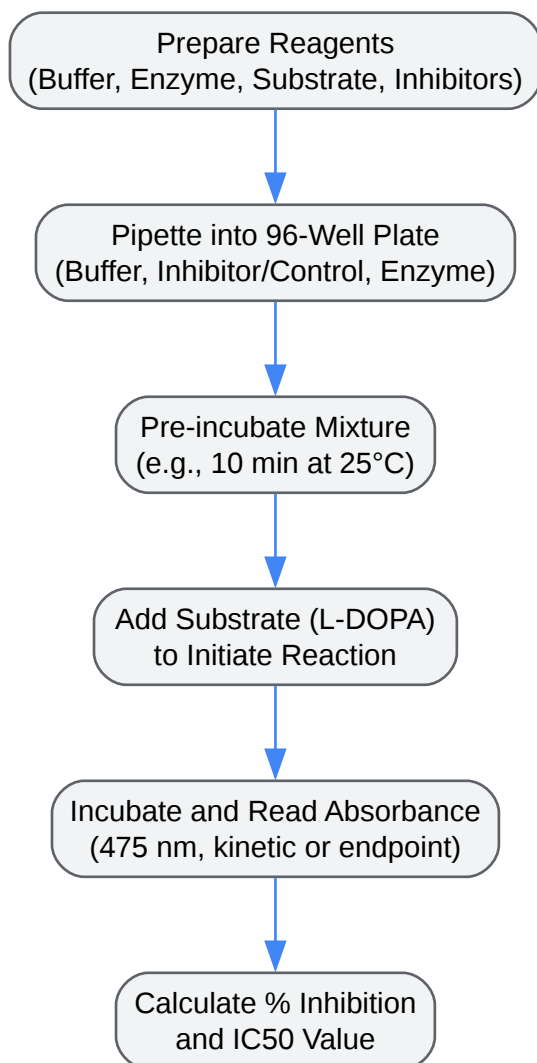 Prepare Reagents
(Buffer, Enzyme, Substrate, Inhibitors)
Pipette into 96-Well Plate
(Buffer, Inhibitor/Control, Enzyme)
Pre-incubate Mixture
(e.g., 10 min at 25°C)
Add Substrate (L-DOPA)
to Initiate Reaction
Incubate and Read Absorbance
(475 nm, kinetic or endpoint)
Calculate % Inhibition
and IC50 Value